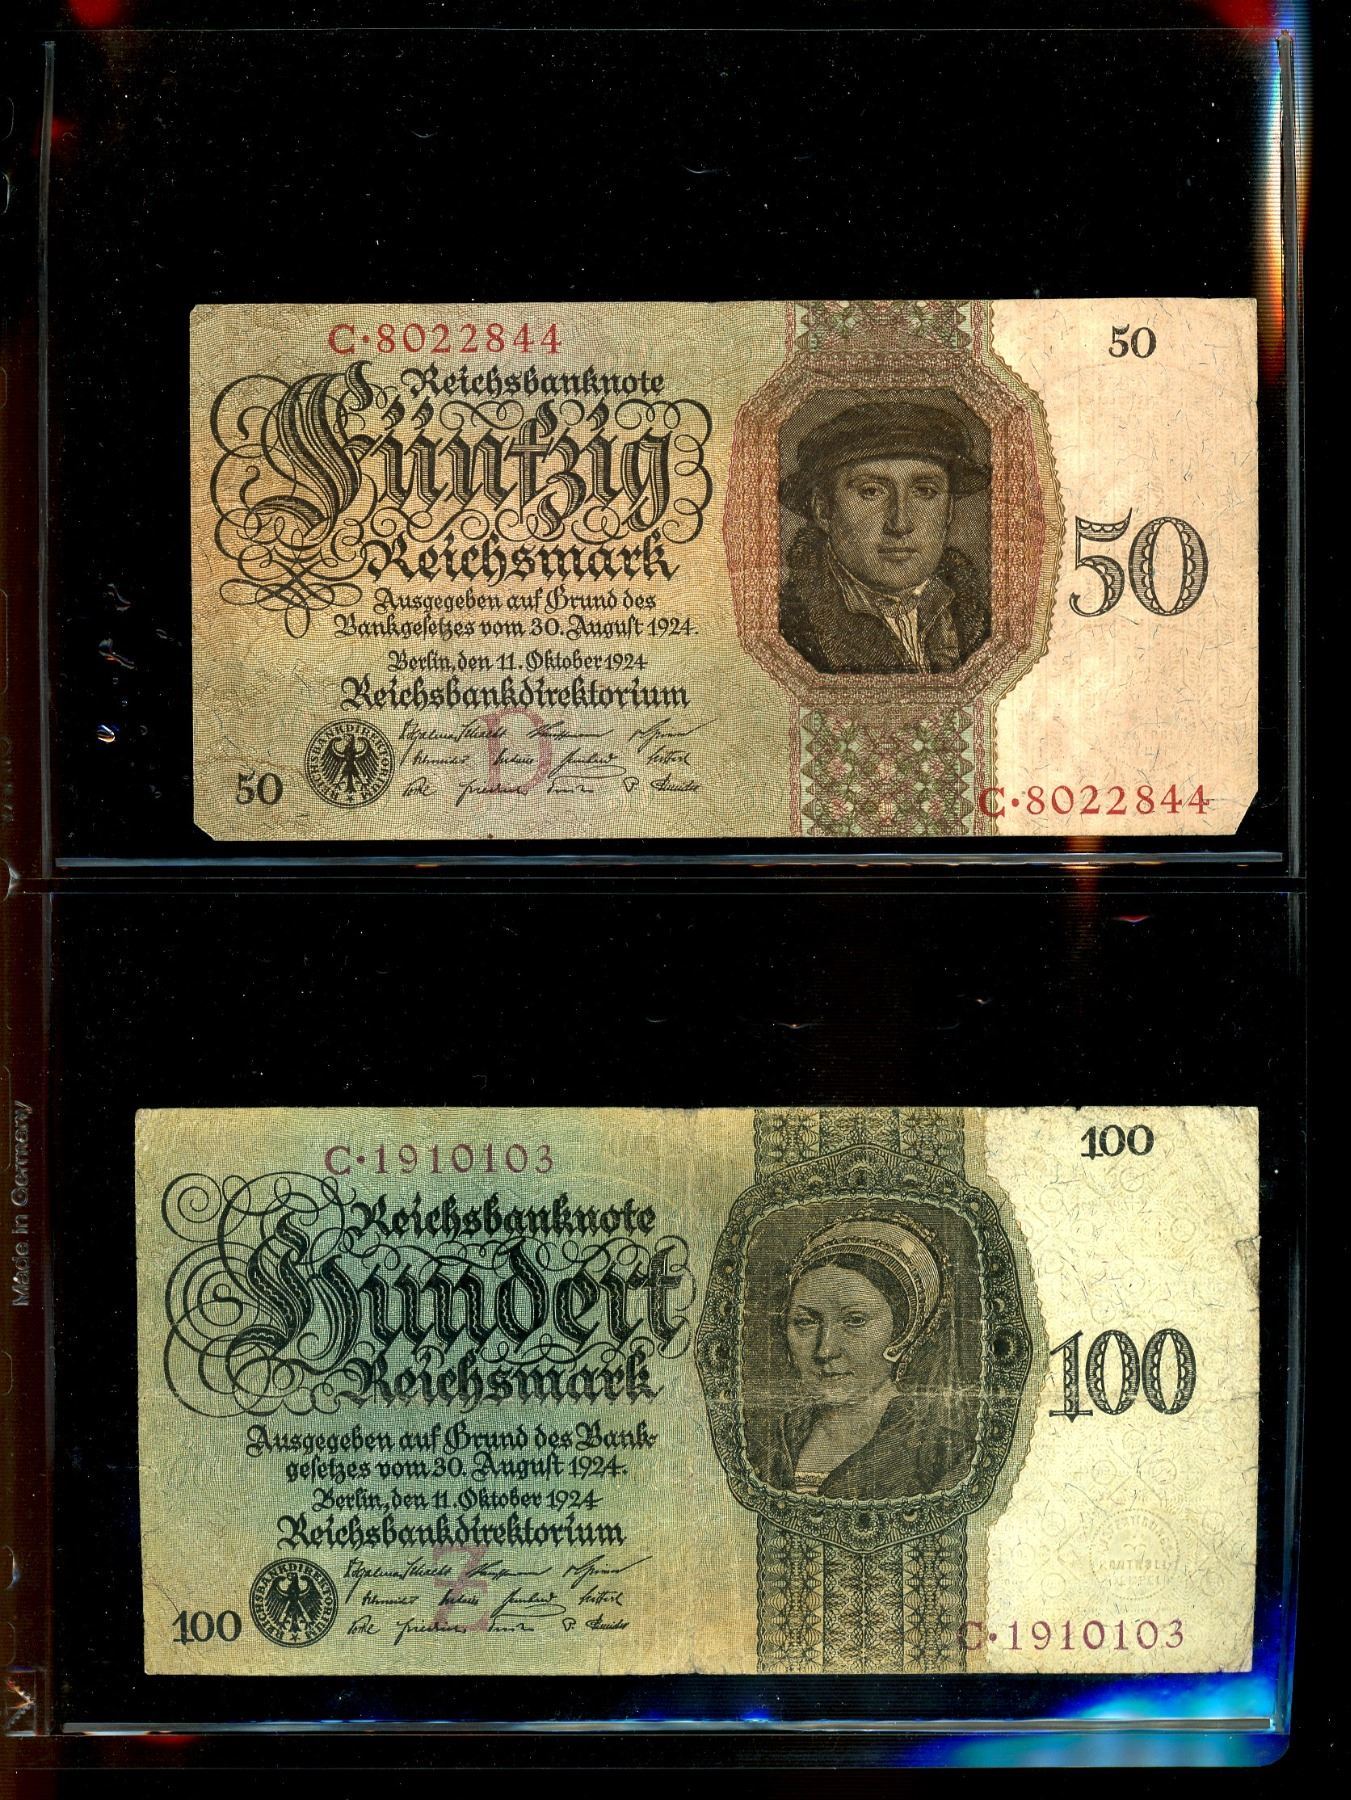 C·8022844
50
Reichsbanknote
Fünfzig
Reichsmark
50
Ausgegeben auf Grund des
Bankgesetzes vom 30. August 1924.
Berlin, den 11. Oktober 1924
Reichsbankdirektorium
REICHSBANKDIREKTORIUM
D
50
C·8022844
C·1910103
100
Reichsbanknote
Hundert
Reichsmark
100
Ausgegeben auf Grund des Bank-
gesetzes vom 30. August 1924.
Berlin, den 11. Oktober 1924
Reichsbankdirektorium
REICHSBANKDIREKTORIUM
Z
100
C·1910103
Made in Germany